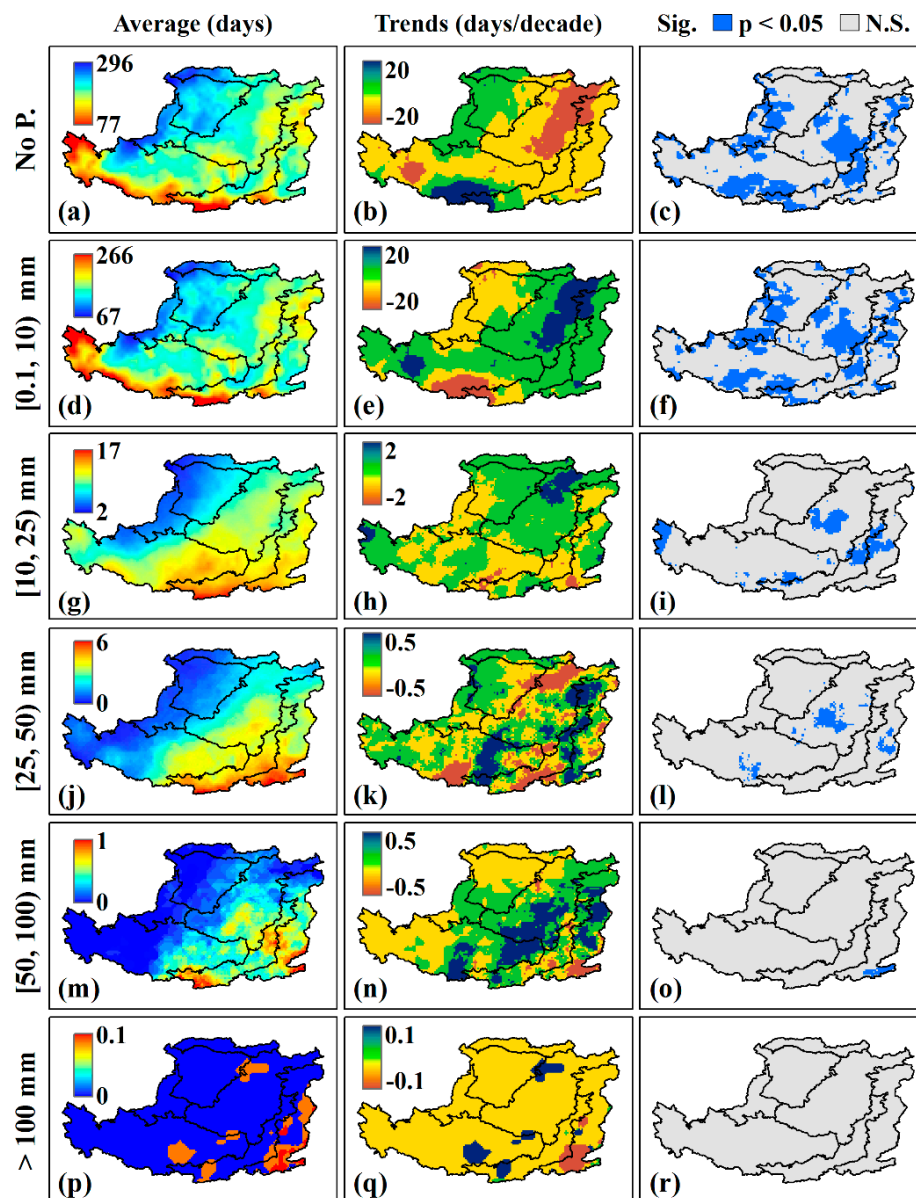 Average (days) Trends (days/decade) Sig. p < 0.05 N.S.
No P.
296
77
(a)
20
-20
(b)
(c)
[0.1, 10) mm
266
67
(d)
20
-20
(e)
(f)
[10, 25) mm
17
2
(g)
2
-2
(h)
(i)
[25, 50) mm
6
0
(j)
0.5
-0.5
(k)
(l)
[50, 100) mm
1
0
(m)
0.5
-0.5
(n)
(o)
> 100 mm
0.1
0
(p)
0.1
-0.1
(q)
(r)